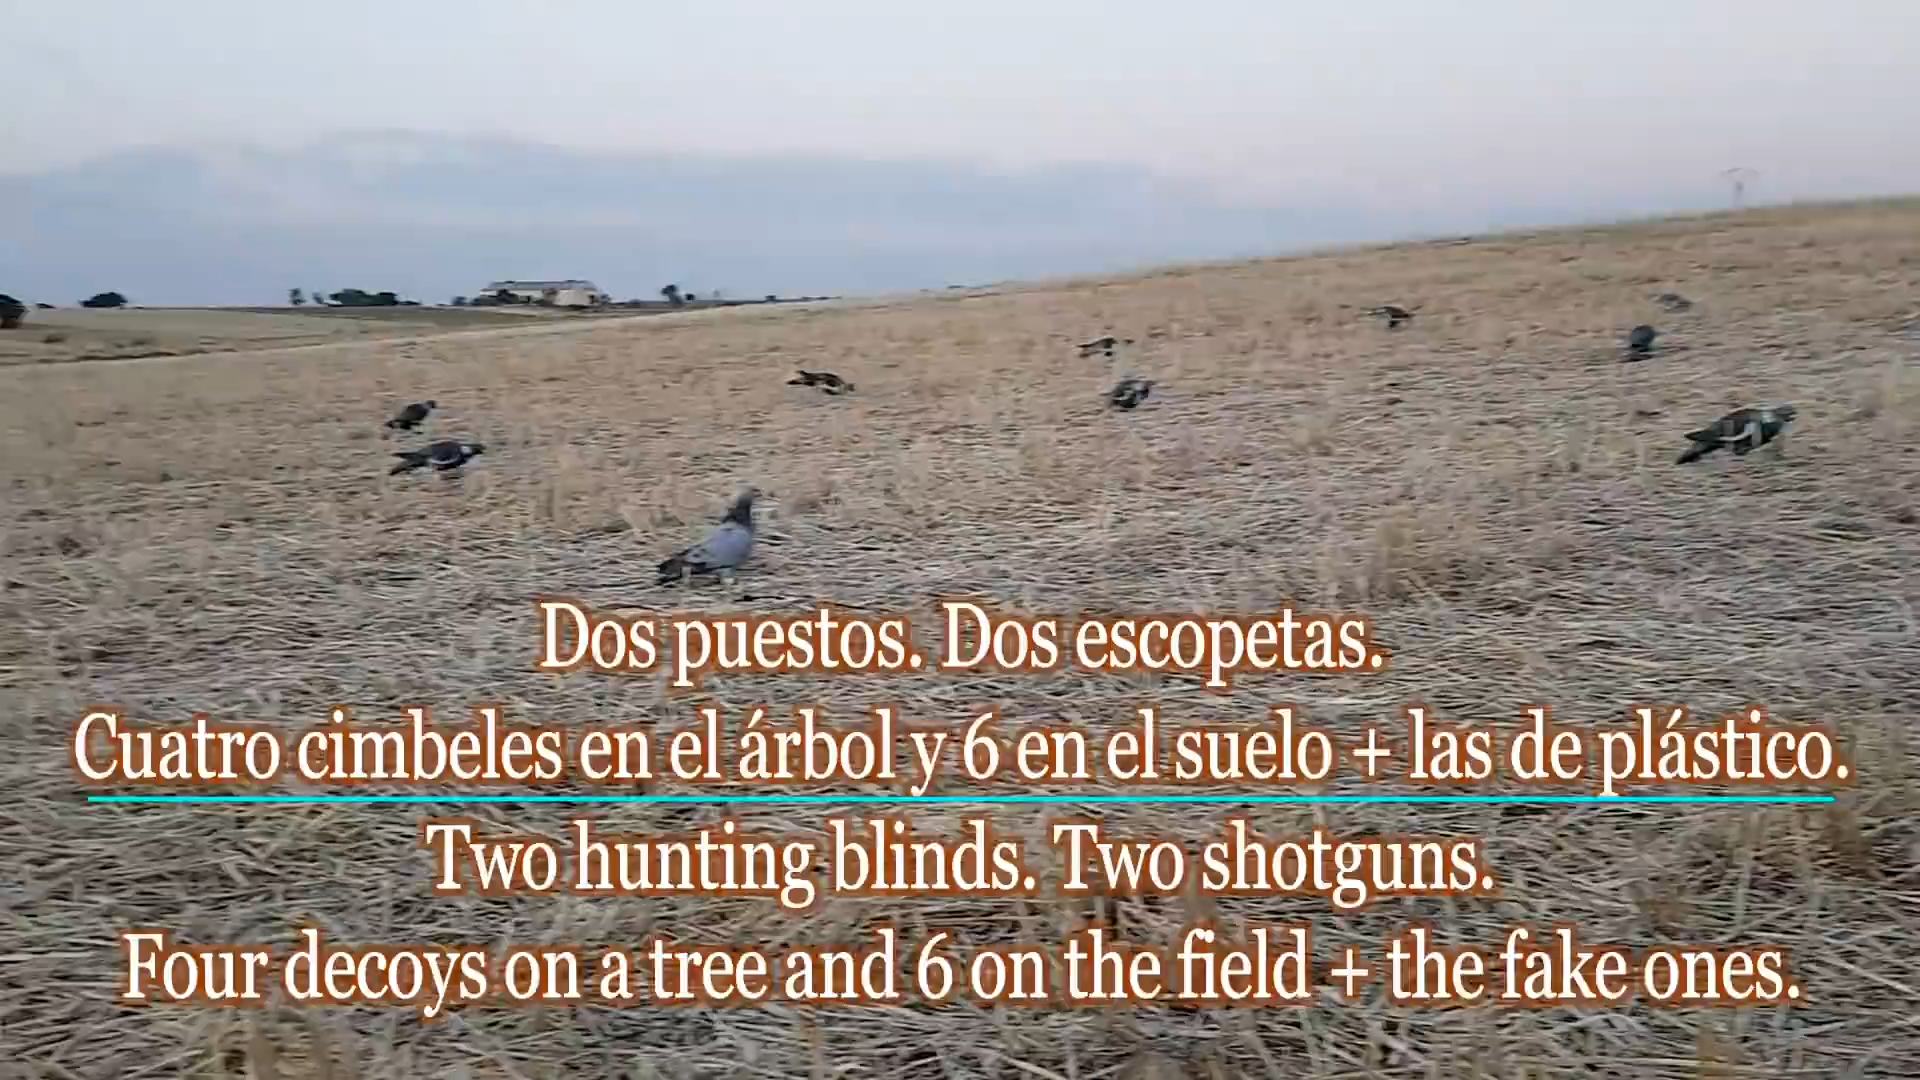 Dos puestos. Dos escopetas.
Cuatro cimbeles en el árbol y 6 en el suelo + las de plástico.
Two hunting blinds. Two shotguns.
Four decoys on a tree and 6 on the field + the fake ones.